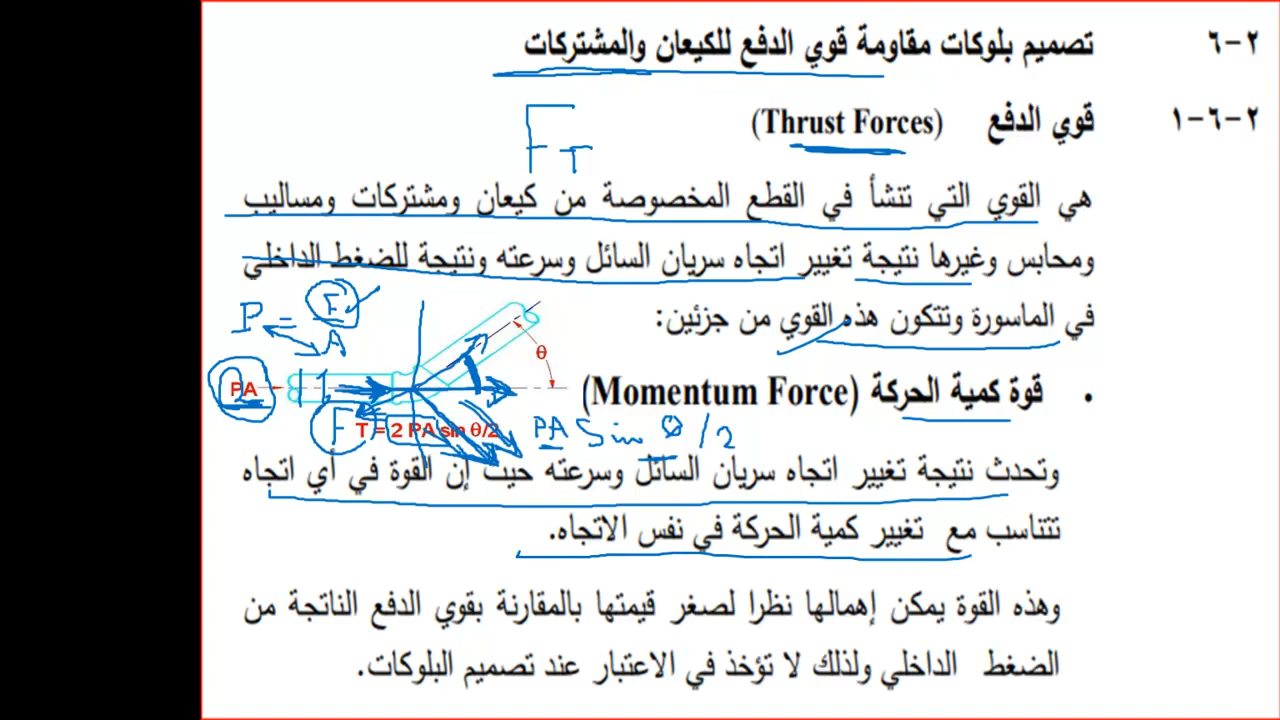 ٢-٦ تصميم بلوكات مقاومة قوي الدفع للكيعان والمشتركات
F T
٢-٦-١ قوي الدفع (Thrust Forces)
هي القوي التي تنشأ في القطع المخصوصة من كيعان ومشتركات ومساليب
ومحابس وغيرها نتيجة تغيير اتجاه سريان السائل وسرعته ونتيجة للضغط الداخلي
في الماسورة وتتكون هذه القوي من جزئين:
P = F / A
θ
PA
2
• قوة كمية الحركة (Momentum Force)
F T = 2 PA sin θ/2
PA Sin θ /2
وتحدث نتيجة تغيير اتجاه سريان السائل وسرعته حيث إن القوة في أي اتجاه
تتناسب مع تغيير كمية الحركة في نفس الاتجاه.
وهذه القوة يمكن إهمالها نظرا لصغر قيمتها بالمقارنة بقوي الدفع الناتجة من
الضغط الداخلي ولذلك لا تؤخذ في الاعتبار عند تصميم البلوكات.